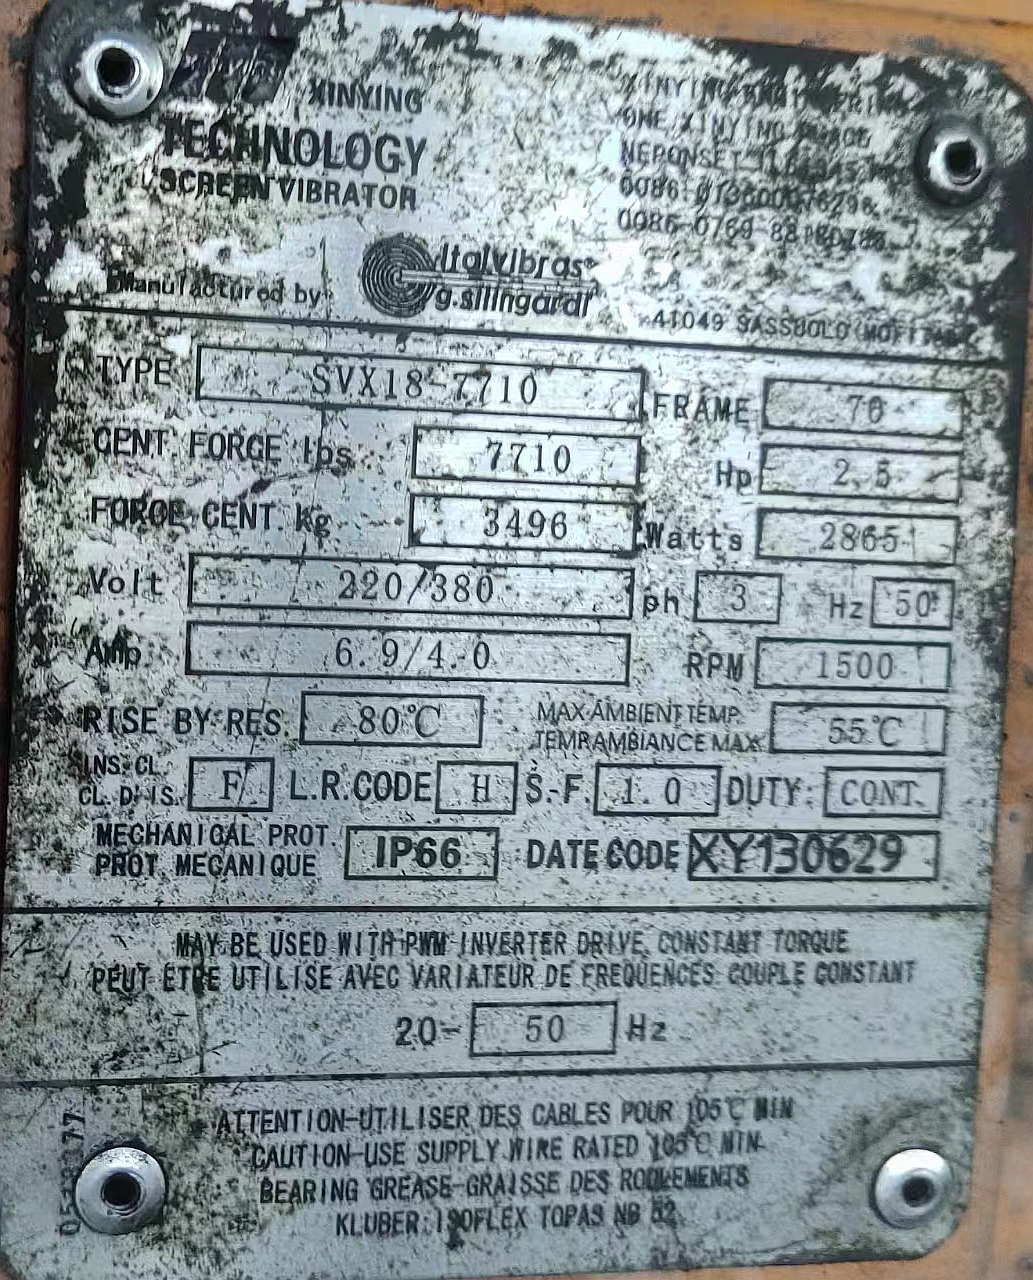 XINYING
TECHNOLOGY
SCREEN VIBRATOR
XINYING
ONE XINYING
NEPONSET
Manufactured by
Italvibras®
g.silingardi
41049 SASSUOLO
TYPE SVX18-7710 FRAME 70
CENT. FORCE lbs. 7710 Hp 2.5
FORCE CENT. kg. 3496 Watts 2865
Volt 220/380 ph 3 Hz 50
Amp. 6.9/4.0 RPM 1500
RISE BY RES. 80°C MAX AMBIENT TEMP. 55°C
TEMP.AMBIANCE MAX.
INS. CL.
CL. D'IS. F L.R.CODE H S.-F. 1.0 DUTY: CONT.
MECHANICAL PROT.
PROT. MECANIQUE IP66 DATE CODE XY130629
MAY BE USED WITH PWM INVERTER DRIVE, CONSTANT TORQUE
PEUT ETRE UTILISE AVEC VARIATEUR DE FREQUENCES COUPLE CONSTANT
20- 50 Hz
ATTENTION-UTILISER DES CABLES POUR 105°C MIN
CAUTION-USE SUPPLY WIRE RATED 105°C MIN.
BEARING GREASE-GRAISSE DES ROULEMENTS
KLUBER: ISOFLEX TOPAS NB 52